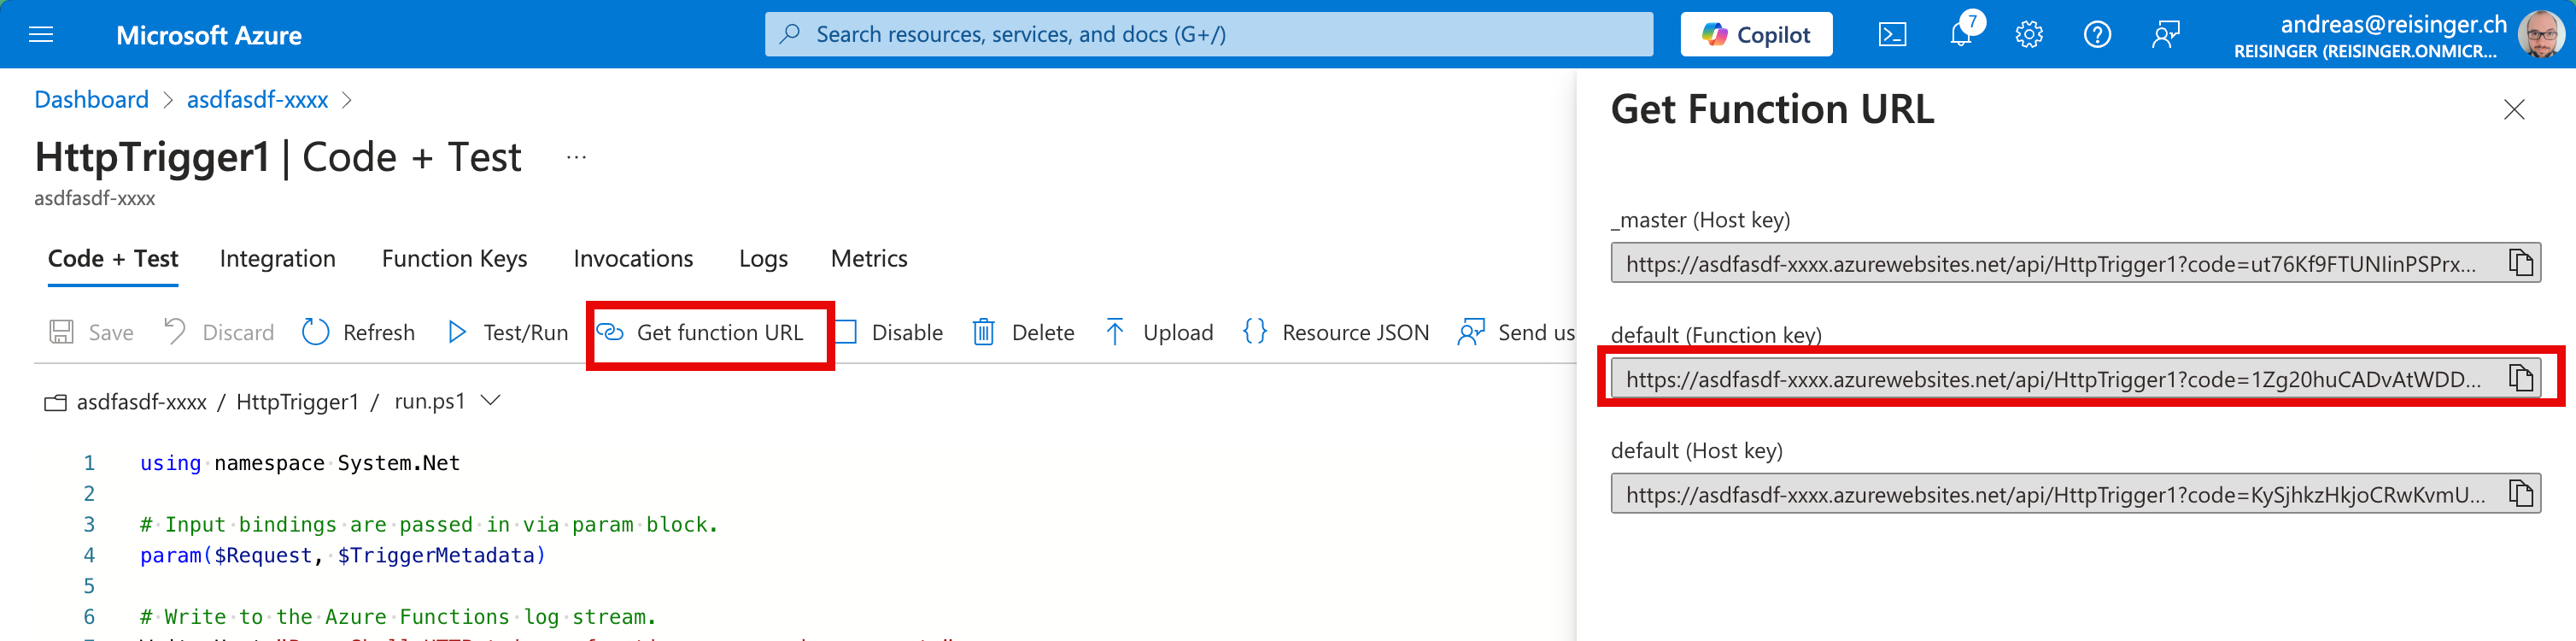 Microsoft Azure
Search resources, services, and docs (G+/)
Copilot
7
andreas@reisinger.ch
REISINGER (REISINGER.ONMICR...
Dashboard > asdfasdf-xxxx >
HttpTrigger1 | Code + Test ...
asdfasdf-xxxx
Code + Test Integration Function Keys Invocations Logs Metrics
Save Discard Refresh Test/Run Get function URL Disable Delete Upload {} Resource JSON Send us
asdfasdf-xxxx / HttpTrigger1 / run.ps1
1 using namespace System.Net
2
3 # Input bindings are passed in via param block.
4 param($Request, $TriggerMetadata)
5
6 # Write to the Azure Functions log stream.
Get Function URL
_master (Host key)
https://asdfasdf-xxxx.azurewebsites.net/api/HttpTrigger1?code=ut76Kf9FTUNIinPSPrx...
default (Function key)
https://asdfasdf-xxxx.azurewebsites.net/api/HttpTrigger1?code=1Zg20huCADvAtWDD...
default (Host key)
https://asdfasdf-xxxx.azurewebsites.net/api/HttpTrigger1?code=KySjhkzHkjoCRwKvmU...